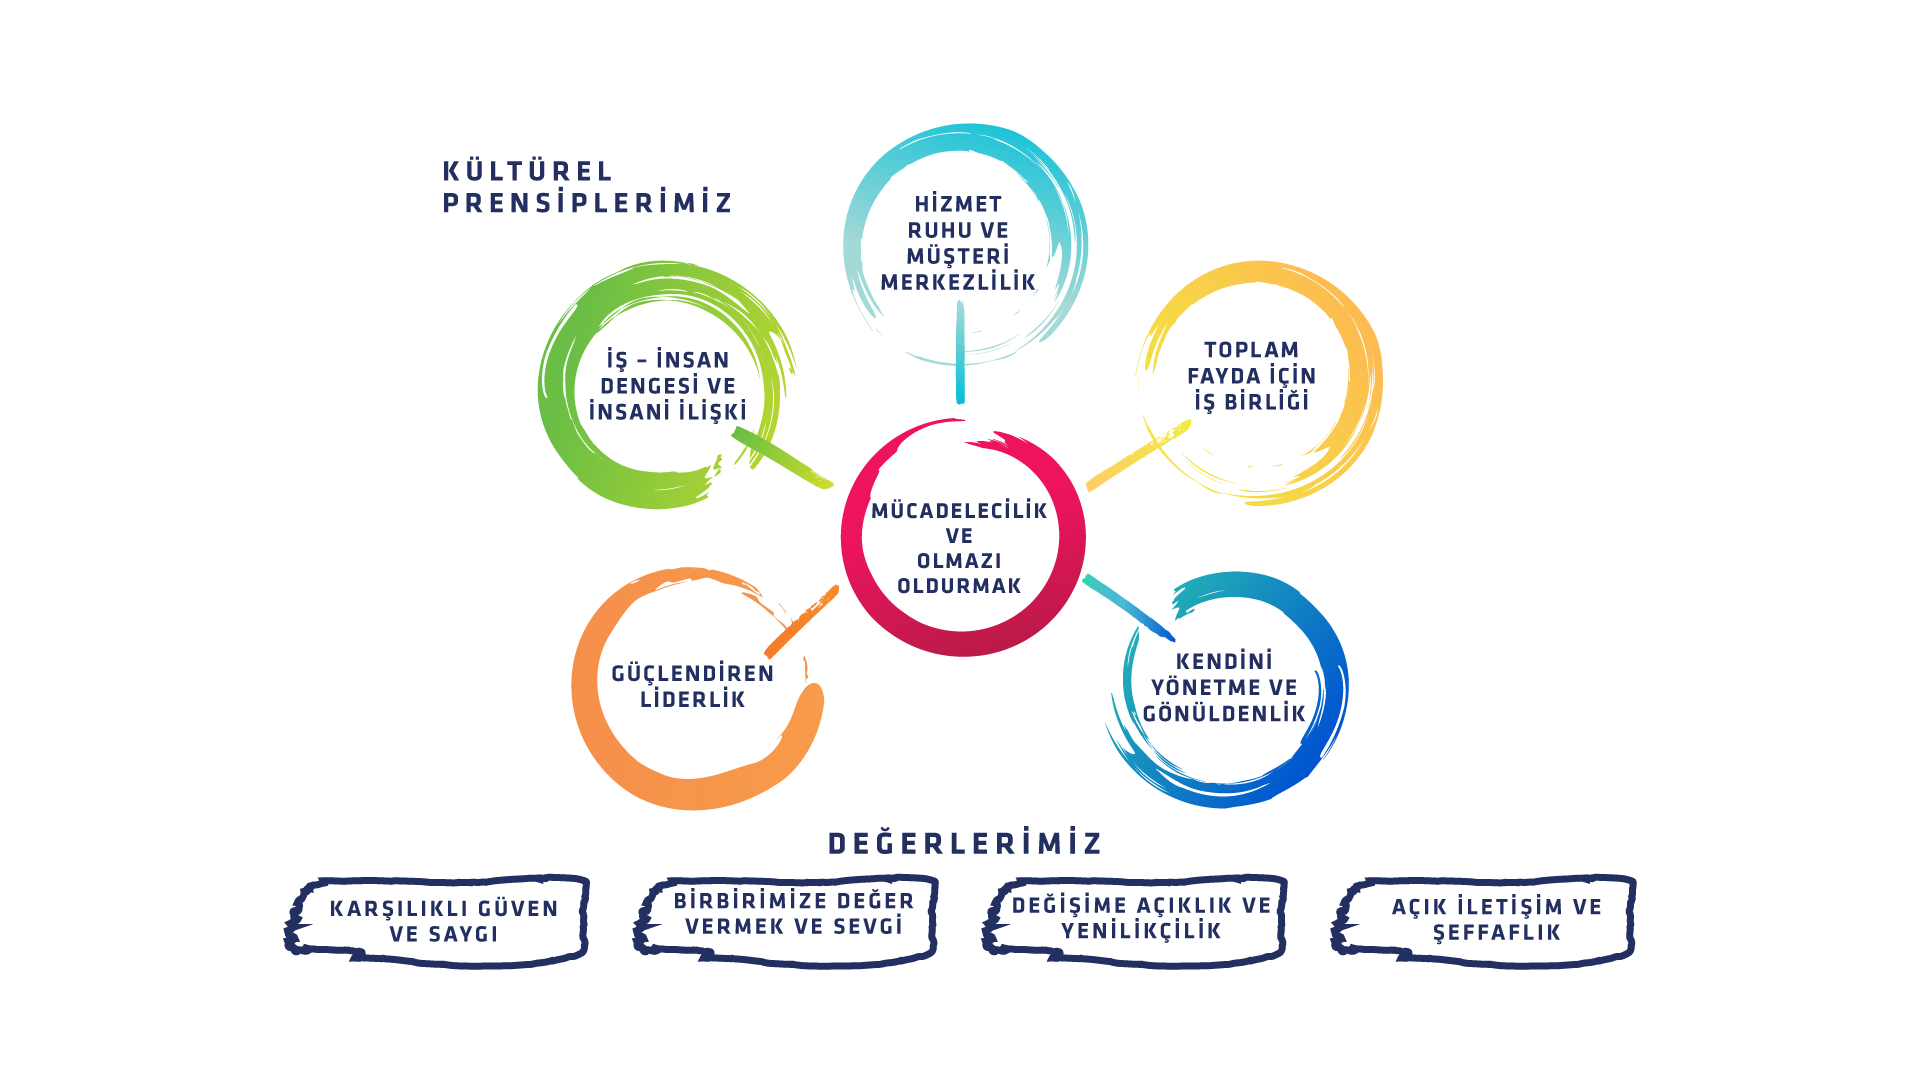 KÜLTÜREL
PRENSİPLERİMİZ
HİZMET
RUHU VE
MÜŞTERİ
MERKEZLİLİK
İŞ – İNSAN
DENGESİ VE
İNSANİ İLİŞKİ
TOPLAM
FAYDA İÇİN
İŞ BİRLİĞİ
MÜCADELECİLİK
VE
OLMAZI
OLDURMAK
GÜÇLENDİREN
LİDERLİK
KENDİNİ
YÖNETME VE
GÖNÜLDENLİK
DEĞERLERİMİZ
KARŞILIKLI GÜVEN
VE SAYGI
BİRBİRİMİZE DEĞER
VERMEK VE SEVGİ
DEĞİŞİME AÇIKLIK VE
YENİLİKÇİLİK
AÇIK İLETİŞİM VE
ŞEFFAFLIK